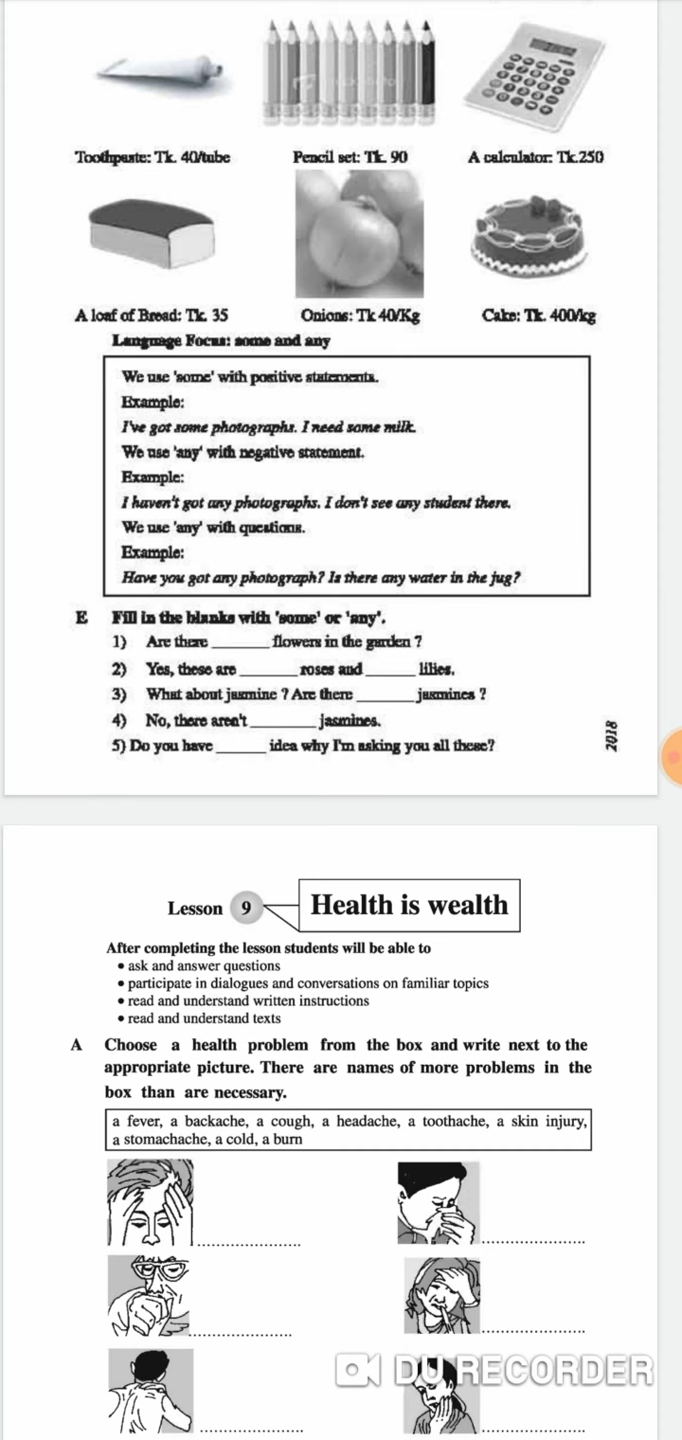 Toothpaste: Tk. 40/tube Pencil set: Tk. 90 A calculator: Tk.250
A loaf of Bread: Tk. 35 Onions: Tk 40/Kg Cake: Tk. 400/kg
Language Focus: some and any
We use 'some' with positive statements.
Example:
I've got some photographs. I need some milk.
We use 'any' with negative statement.
Example:
I haven't got any photographs. I don't see any student there.
We use 'any' with questions.
Example:
Have you got any photograph? Is there any water in the jug?
E Fill in the blanks with 'some' or 'any'.
1) Are there ______ flowers in the garden ?
2) Yes, these are ______ roses and _____ lilies.
3) What about jasmine ? Are there ______ jasmines ?
4) No, there aren't _______ jasmines.
5) Do you have _____ idea why I'm asking you all these?
2018
Lesson 9 Health is wealth
After completing the lesson students will be able to
• ask and answer questions
• participate in dialogues and conversations on familiar topics
• read and understand written instructions
• read and understand texts
A Choose a health problem from the box and write next to the
appropriate picture. There are names of more problems in the
box than are necessary.
a fever, a backache, a cough, a headache, a toothache, a skin injury,
a stomachache, a cold, a burn
DU RECORDER